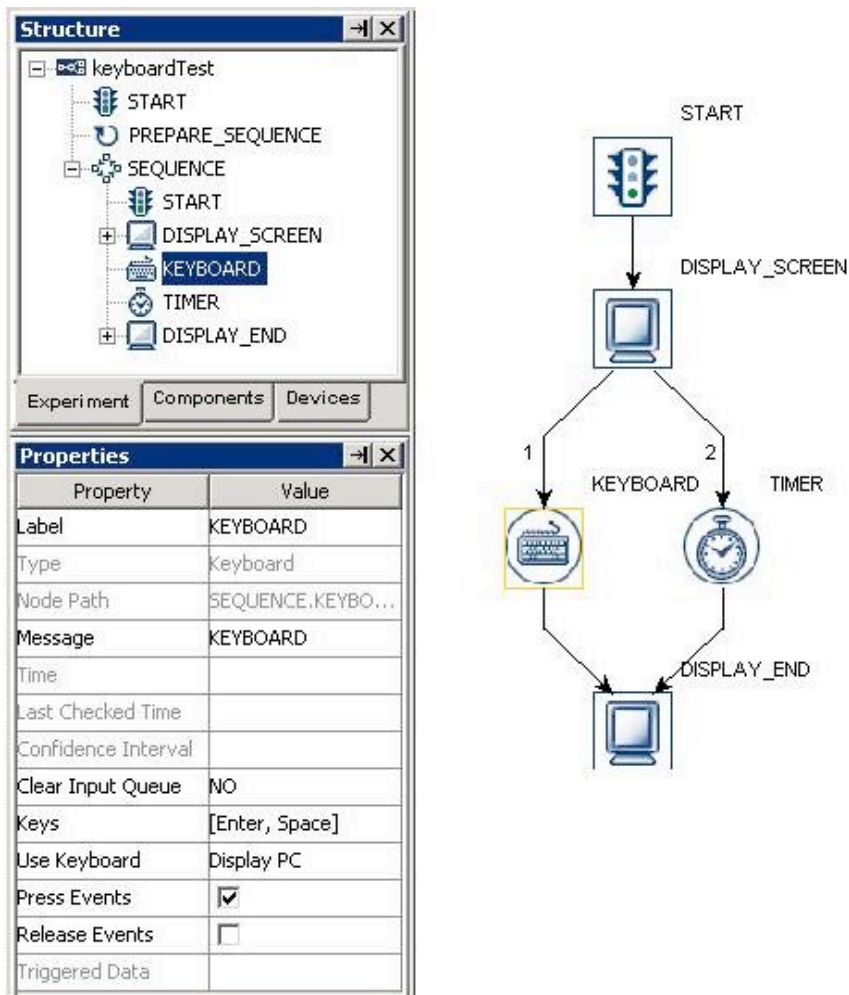 Structure
keyboardTest
START
PREPARE_SEQUENCE
SEQUENCE
START
DISPLAY_SCREEN
KEYBOARD
TIMER
DISPLAY_END
Experiment Components Devices
Properties
Property Value
Label KEYBOARD
Type Keyboard
Node Path SEQUENCE.KEYBO...
Message KEYBOARD
Time
Last Checked Time
Confidence Interval
Clear Input Queue NO
Keys [Enter, Space]
Use Keyboard Display PC
Press Events
Release Events
Triggered Data
START
DISPLAY_SCREEN
1 2
KEYBOARD TIMER
DISPLAY_END